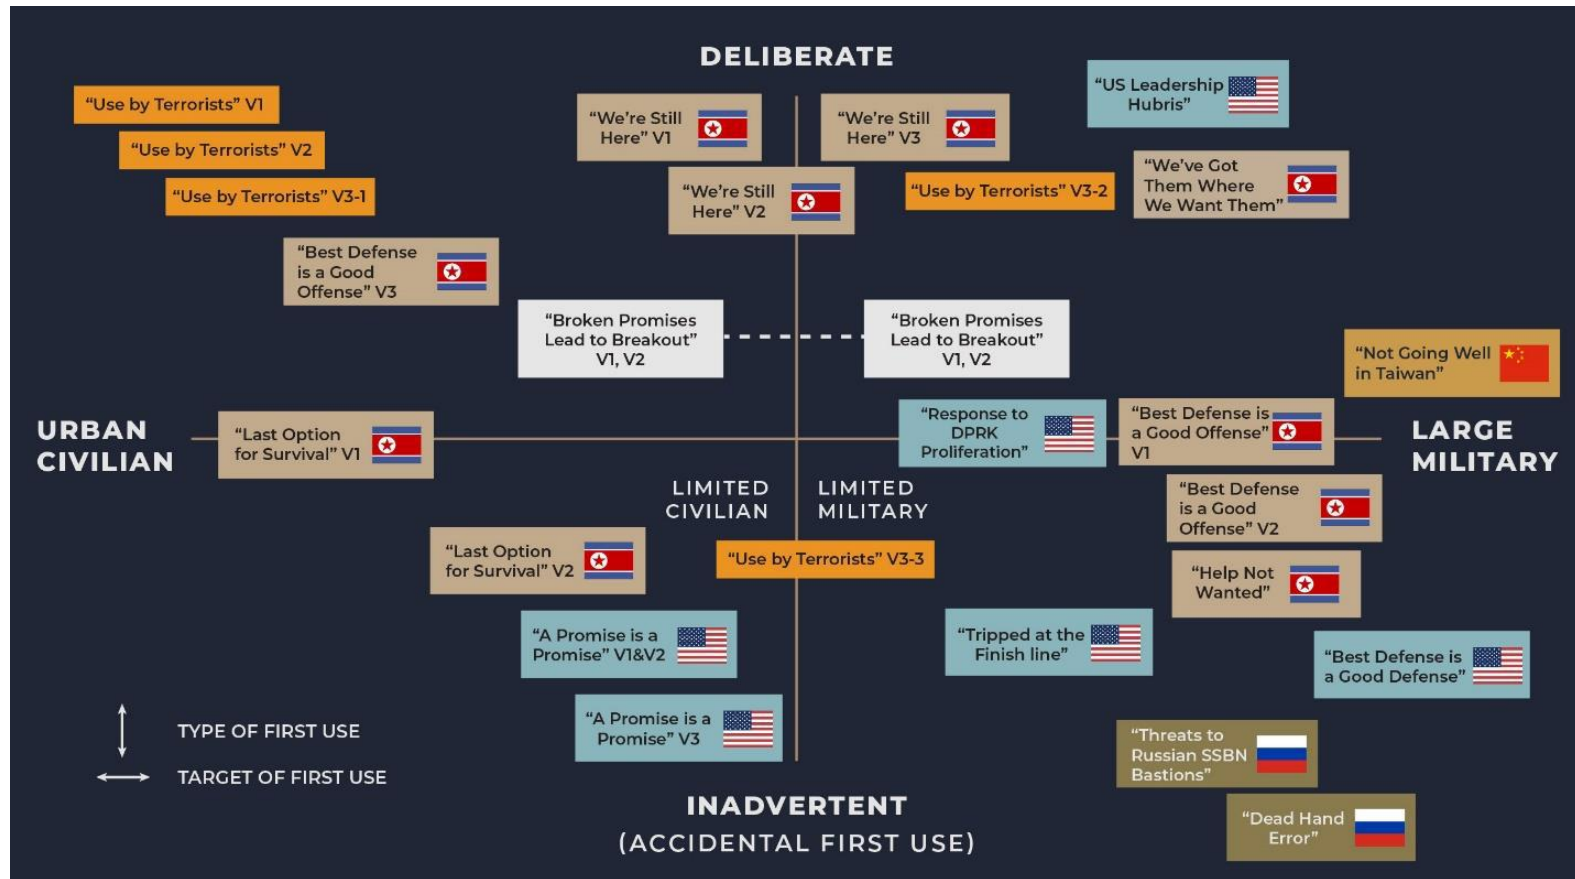 DELIBERATE
“US Leadership
Hubris”
“Use by Terrorists” V1
“We’re Still
Here” V1
“We’re Still
Here” V3
“Use by Terrorists” V2
“We’ve Got
Them Where
We Want Them”
“Use by Terrorists” V3-1
“We’re Still
Here” V2
“Use by Terrorists” V3-2
“Best Defense
is a Good
Offense” V3
“Broken Promises
Lead to Breakout”
V1, V2
“Broken Promises
Lead to Breakout”
V1, V2
“Not Going Well
in Taiwan”
URBAN
CIVILIAN
“Last Option
for Survival” V1
“Response to
DPRK
Proliferation”
“Best Defense is
a Good Offense”
V1
LARGE
MILITARY
LIMITED
CIVILIAN
LIMITED
MILITARY
“Best Defense
is a Good
Offense” V2
“Last Option
for Survival” V2
“Use by Terrorists” V3-3
“Help Not
Wanted”
“A Promise is a
Promise” V1&V2
“Tripped at the
Finish line”
“Best Defense is
a Good Defense”
“A Promise is a
Promise” V3
“Threats to
Russian SSBN
Bastions”
TYPE OF FIRST USE
TARGET OF FIRST USE
INADVERTENT
(ACCIDENTAL FIRST USE)
“Dead Hand
Error”